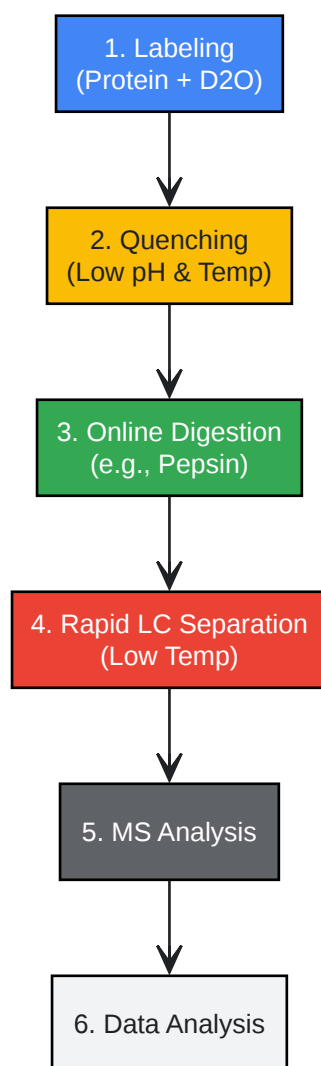 1. Labeling
(Protein + D2O)
2. Quenching
(Low pH & Temp)
3. Online Digestion
(e.g., Pepsin)
4. Rapid LC Separation
(Low Temp)
5. MS Analysis
6. Data Analysis